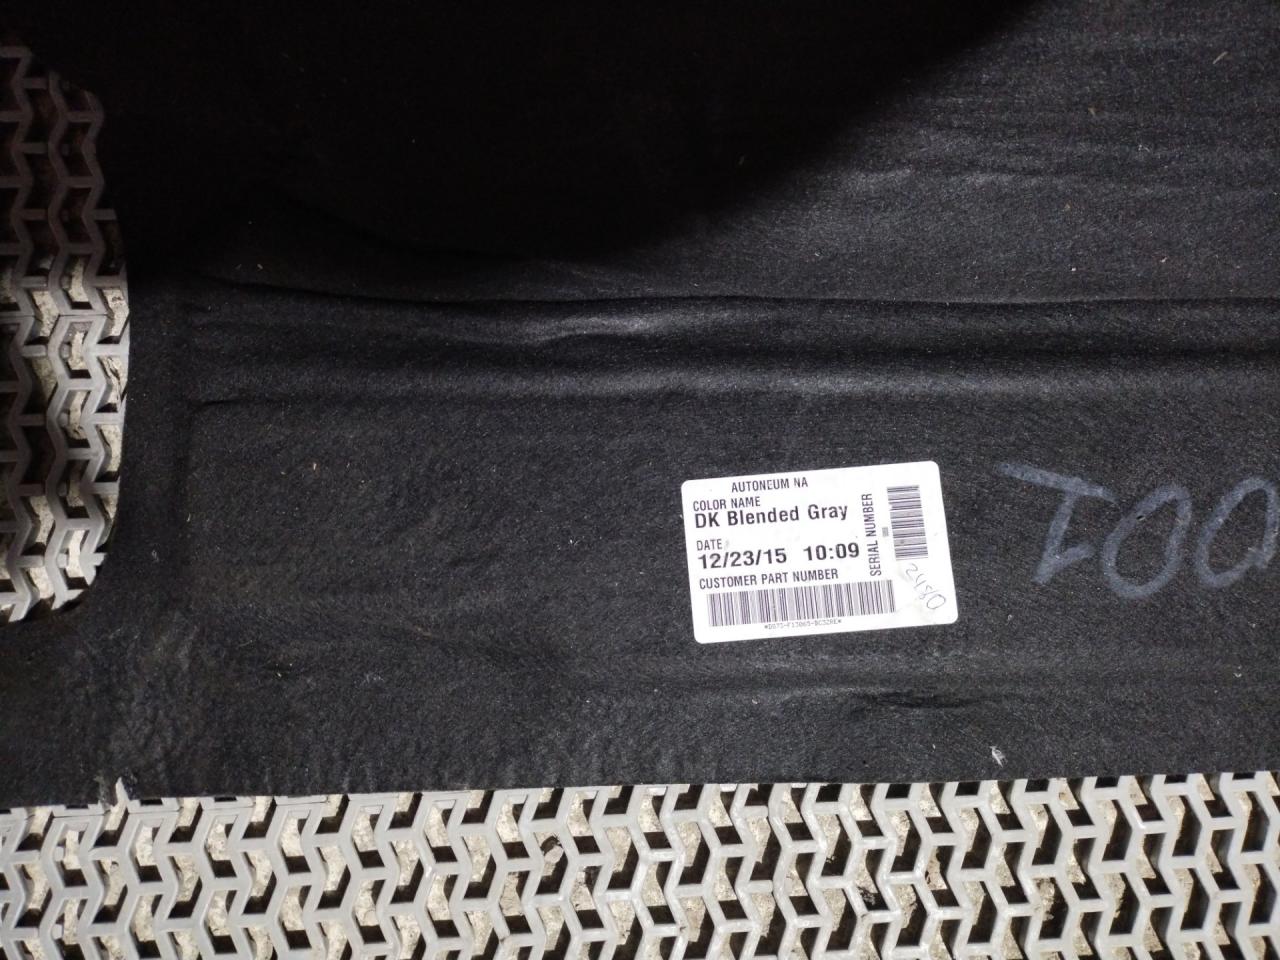 AUTONEUM NA
COLOR NAME
DK Blended Gray
DATE
12/23/15 10:09
CUSTOMER PART NUMBER
SERIAL NUMBER